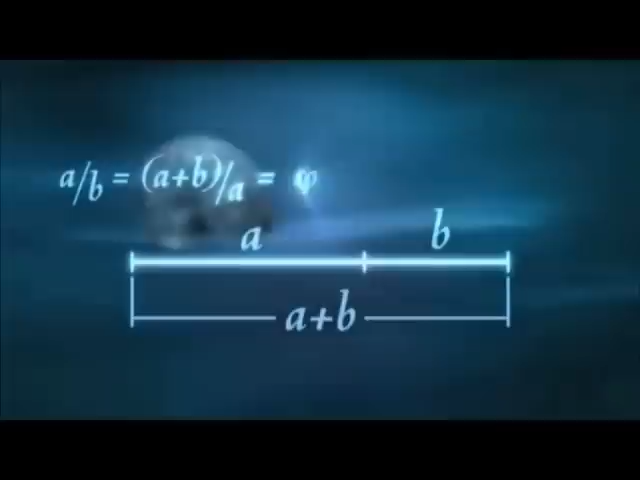 a/b = (a+b)/a = φ
a b
a+b